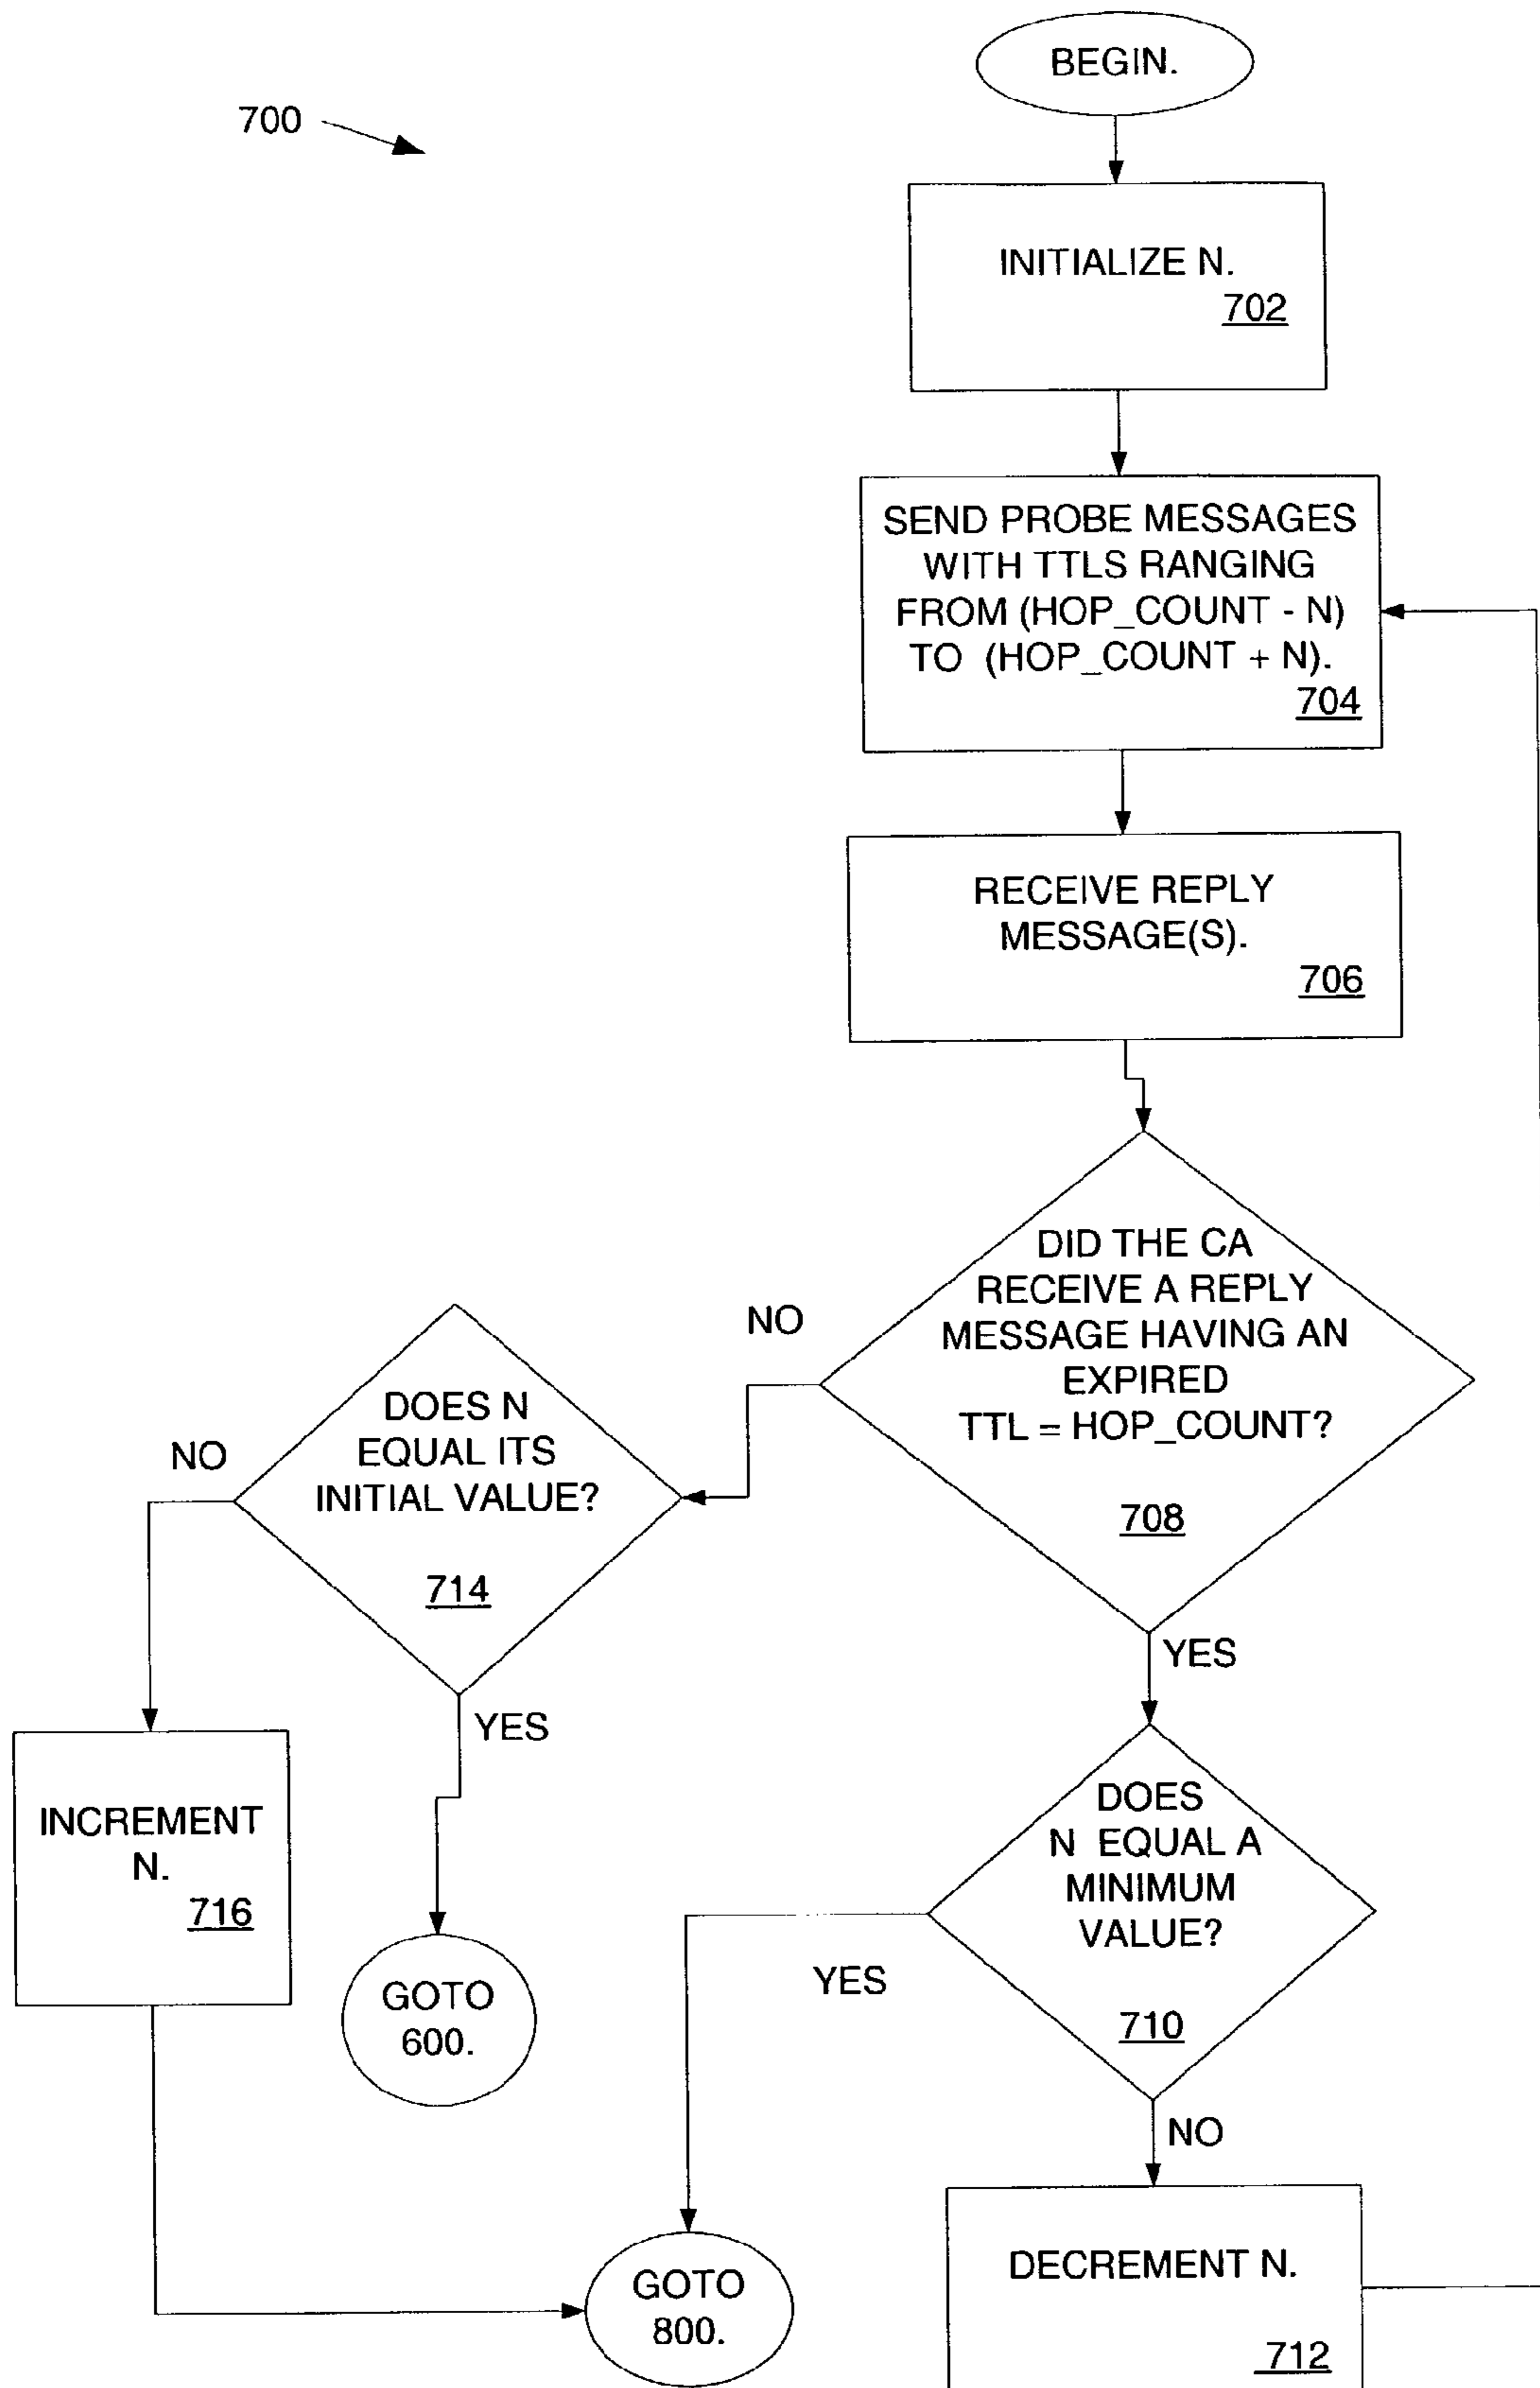 BEGIN.
700
INITIALIZE N.
702
SEND PROBE MESSAGES
WITH TTLS RANGING
FROM (HOP_COUNT - N)
TO (HOP_COUNT + N).
704
RECEIVE REPLY
MESSAGE(S).
706
DID THE CA
RECEIVE A REPLY
MESSAGE HAVING AN
EXPIRED
TTL = HOP_COUNT?
708
NO
DOES N
EQUAL ITS
INITIAL VALUE?
714
NO
YES
YES
INCREMENT
N.
716
GOTO
600.
DOES
N EQUAL A
MINIMUM
VALUE?
710
YES
NO
GOTO
800.
DECREMENT N.
712